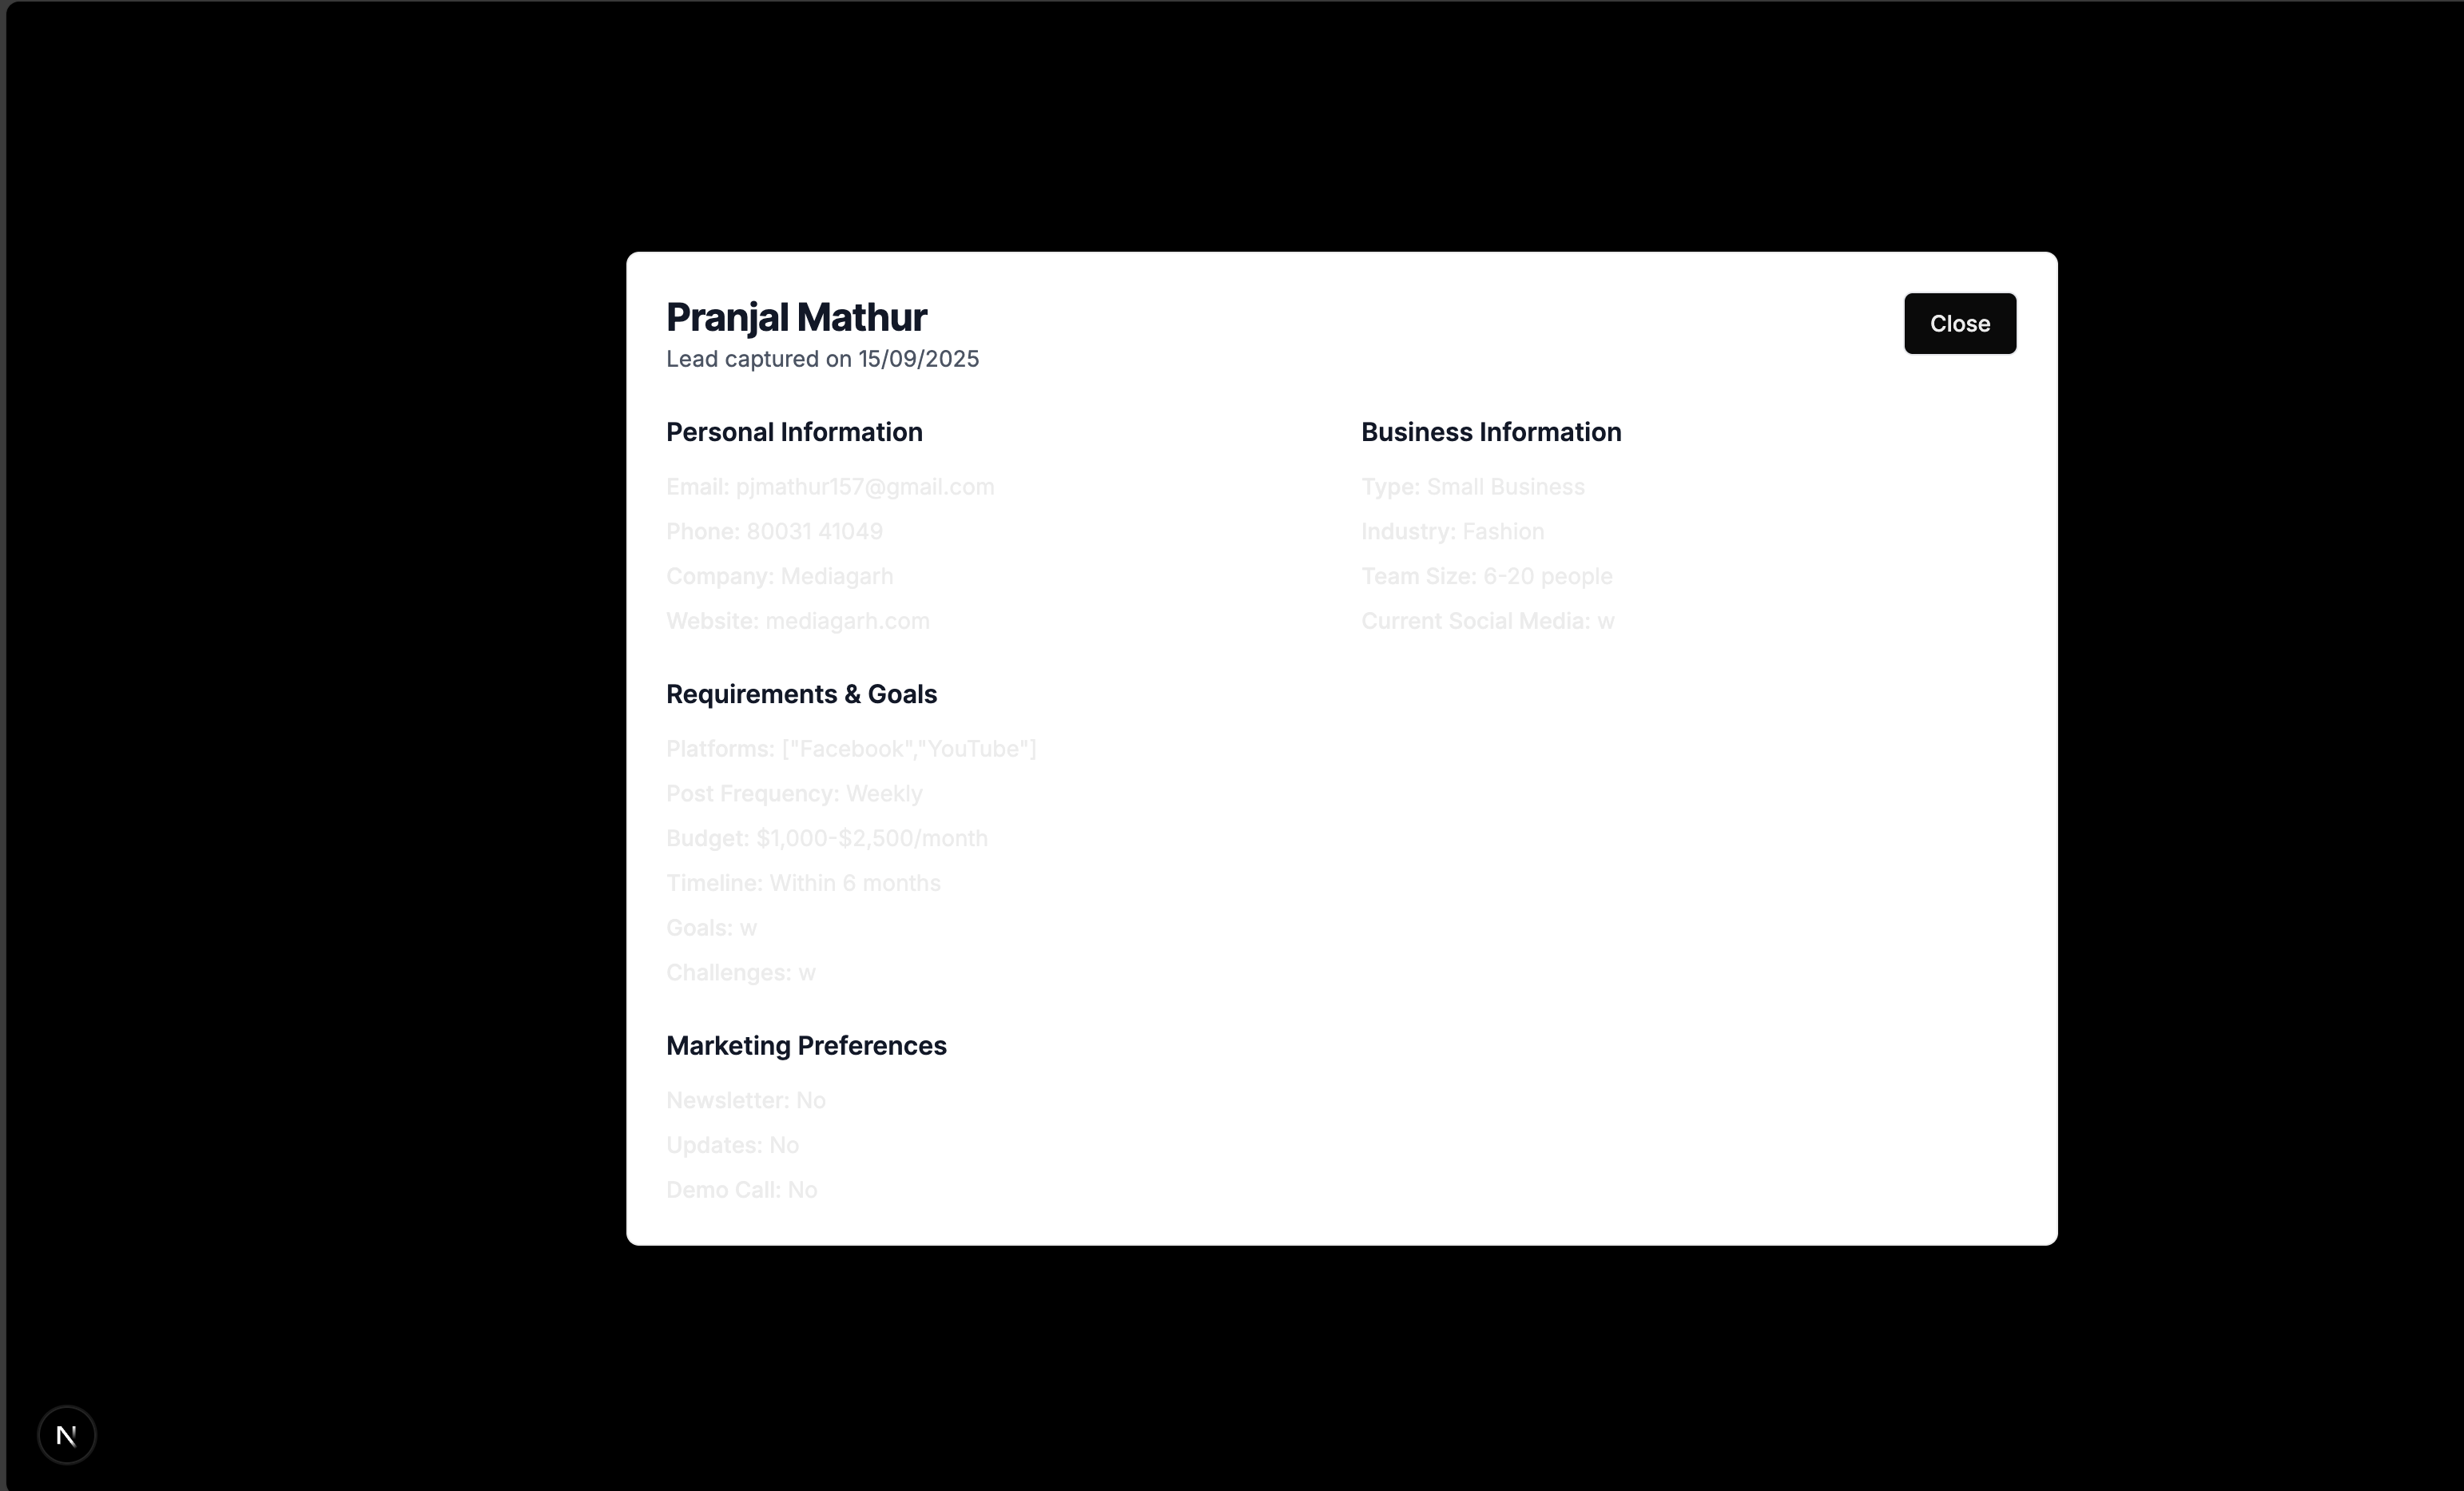 Pranjal Mathur
Close
Lead captured on 15/09/2025
Personal Information
Email: pjmathur157@gmail.com
Phone: 80031 41049
Company: Mediagarh
Website: mediagarh.com
Business Information
Type: Small Business
Industry: Fashion
Team Size: 6-20 people
Current Social Media: w
Requirements & Goals
Platforms: ["Facebook","YouTube"]
Post Frequency: Weekly
Budget: $1,000-$2,500/month
Timeline: Within 6 months
Goals: w
Challenges: w
Marketing Preferences
Newsletter: No
Updates: No
Demo Call: No
N